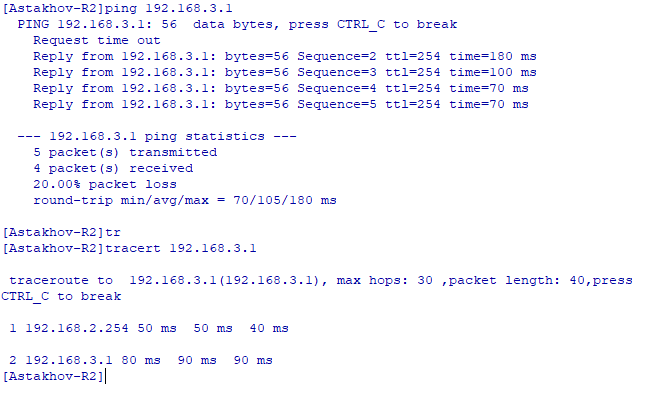 [Astakhov-R2]ping 192.168.3.1
  PING 192.168.3.1: 56  data bytes, press CTRL_C to break
    Request time out
    Reply from 192.168.3.1: bytes=56 Sequence=2 ttl=254 time=180 ms
    Reply from 192.168.3.1: bytes=56 Sequence=3 ttl=254 time=100 ms
    Reply from 192.168.3.1: bytes=56 Sequence=4 ttl=254 time=70 ms
    Reply from 192.168.3.1: bytes=56 Sequence=5 ttl=254 time=70 ms

  --- 192.168.3.1 ping statistics ---
    5 packet(s) transmitted
    4 packet(s) received
    20.00% packet loss
    round-trip min/avg/max = 70/105/180 ms

[Astakhov-R2]tr
[Astakhov-R2]tracert 192.168.3.1

 traceroute to  192.168.3.1(192.168.3.1), max hops: 30 ,packet length: 40,press
CTRL_C to break

 1 192.168.2.254 50 ms  50 ms  40 ms

 2 192.168.3.1 80 ms  90 ms  90 ms
[Astakhov-R2]